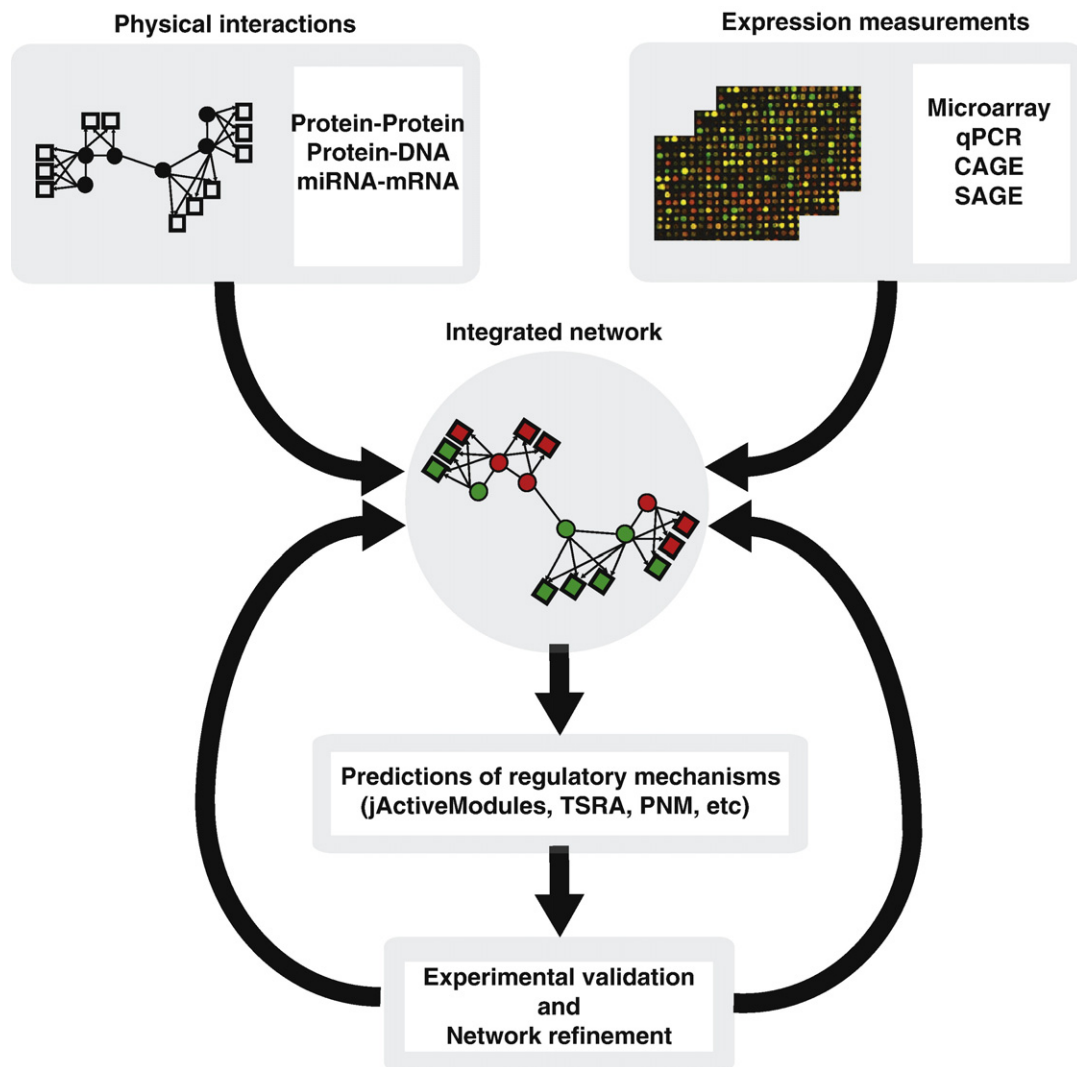 Physical interactions
Protein-Protein
Protein-DNA
miRNA-mRNA
Expression measurements
Microarray
qPCR
CAGE
SAGE
Integrated network
Predictions of regulatory mechanisms
(jActiveModules, TSRA, PNM, etc)
Experimental validation
and
Network refinement